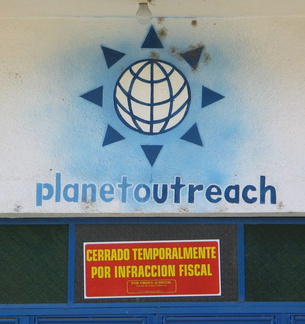 planetoutreach
CERRADO TEMPORALMENTE
POR INFRACCION FISCAL